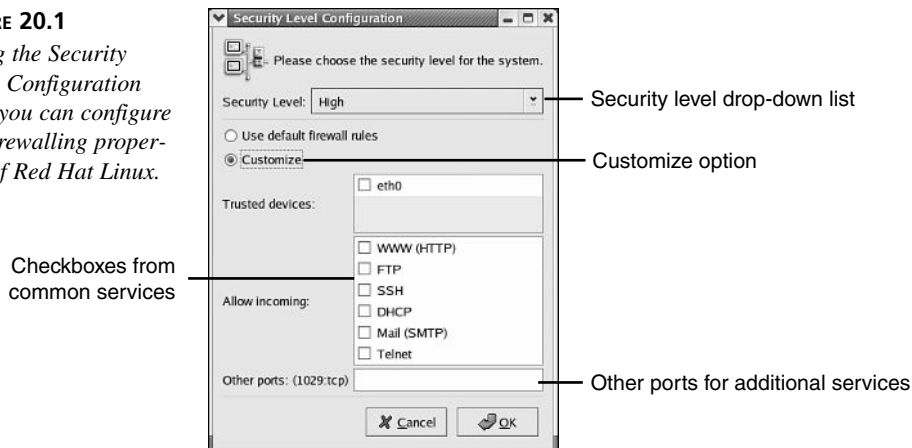 RE 20.1
g the Security
Configuration
you can configure
rewalling proper-
f Red Hat Linux.
Security Level Configuration
Please choose the security level for the system.
Security Level: High
Security level drop-down list
Use default firewall rules
Customize
Customize option
Trusted devices:
eth0
Checkboxes from
common services
Allow incoming:
WWW (HTTP)
FTP
SSH
DHCP
Mail (SMTP)
Telnet
Other ports: (1029:tcp)
Other ports for additional services
Cancel
OK